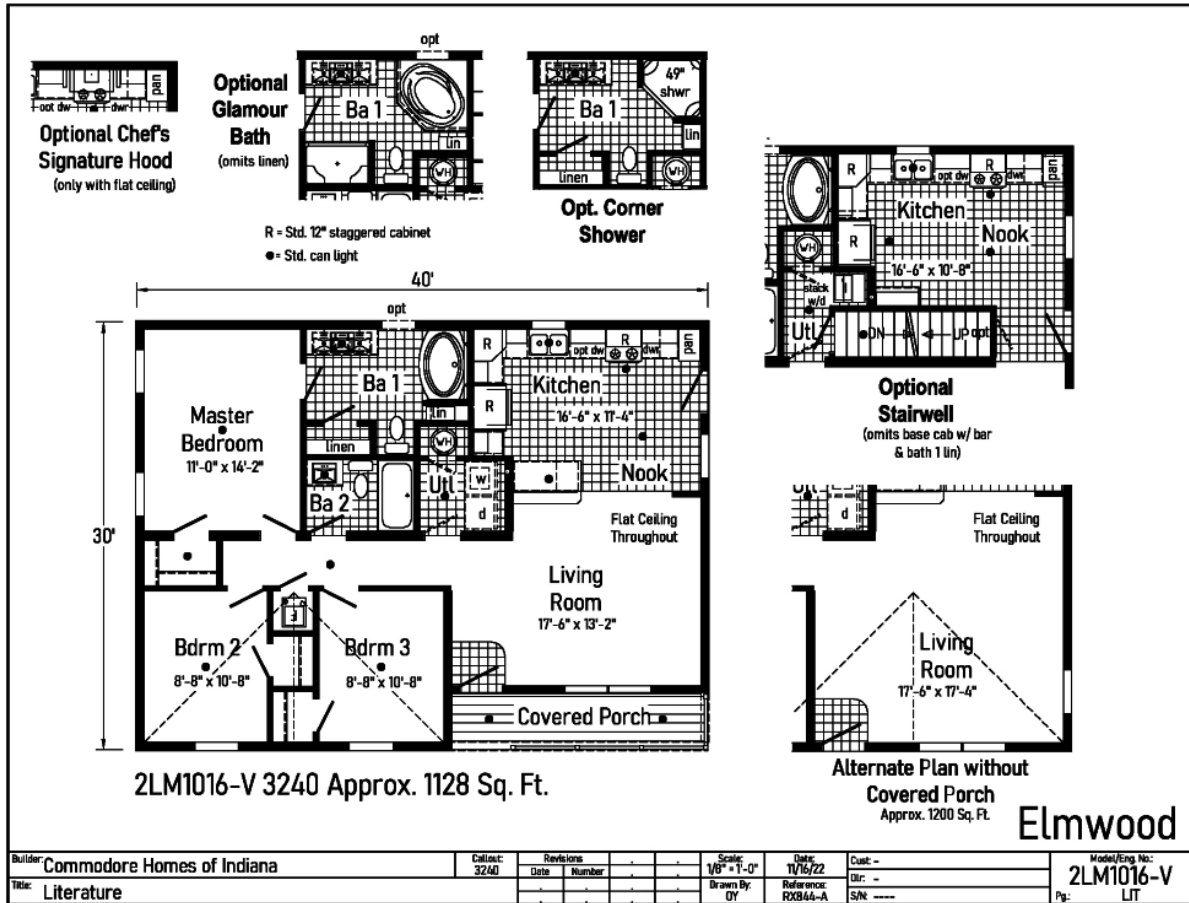 opt dw
dwr
pan
Optional Chef's
Signature Hood
(only with flat ceiling)
Optional
Glamour
Bath
(omits linen)
opt
Ba 1
lin
WH
R = Std. 12" staggered cabinet
● = Std. can light
49"
shwr
Ba 1
lin
linen
WH
Opt. Corner
Shower
R
opt dw
R
dwr
pan
Kitchen
Nook
WH
R
16'-6" x 10'-8"
stack
w/d
Utl
DN
UP
opt
Optional
Stairwell
(omits base cab w/ bar
& bath 1 lin)
40'
opt
30'
Master
Bedroom
11'-0" x 14'-2"
Ba 1
lin
linen
WH
Ba 2
Utl
w
d
R
opt dw
R
dwr
pan
Kitchen
16'-6" x 11'-4"
R
Nook
Flat Ceiling
Throughout
Living
Room
17'-6" x 13'-2"
Bdrm 2
8'-8" x 10'-8"
Bdrm 3
8'-8" x 10'-8"
Covered Porch
Utl
d
Flat Ceiling
Throughout
Living
Room
17'-6" x 17'-4"
Alternate Plan without
Covered Porch
Approx. 1200 Sq. Ft.
2LM1016-V 3240 Approx. 1128 Sq. Ft.
Elmwood
Builder: Commodore Homes of Indiana
Title: Literature
Callout:
3240
Revisions
Date Number
Scale:
1/8" = 1'-0"
Drawn By:
OY
Date:
11/16/22
Reference:
RX844-A
Cust: -
Dlr: -
S/N: ----
Model/Eng. No.:
2LM1016-V
Pg.: LIT